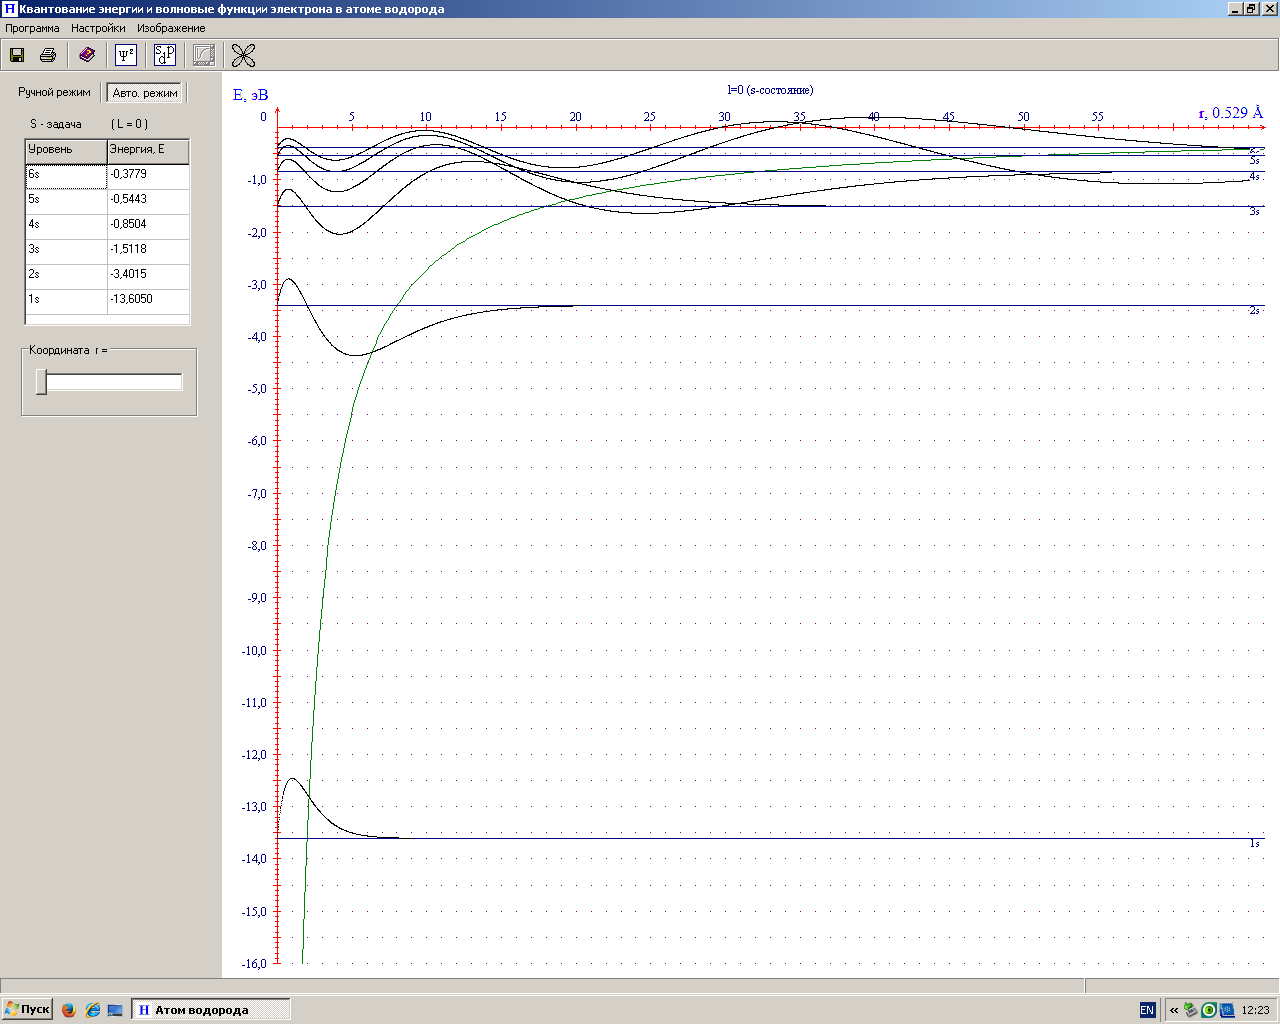 Квантование энергии и волновые функции электрона в атоме водорода
Программа Настройки Изображение
Ψ² s p d
Ручной режим Авто. режим
S - задача ( L = 0 )
Уровень Энергия, E
6s -0,3779
5s -0,5443
4s -0,8504
3s -1,5118
2s -3,4015
1s -13,6050
Координата r =
l=0 (s-состояние)
E, эВ
r, 0.529 Å
0 5 10 15 20 25 30 35 40 45 50 55
-1,0
-2,0
-3,0
-4,0
-5,0
-6,0
-7,0
-8,0
-9,0
-10,0
-11,0
-12,0
-13,0
-14,0
-15,0
-16,0
5s
4s
3s
2s
1s
Пуск H Атом водорода EN « 12:23